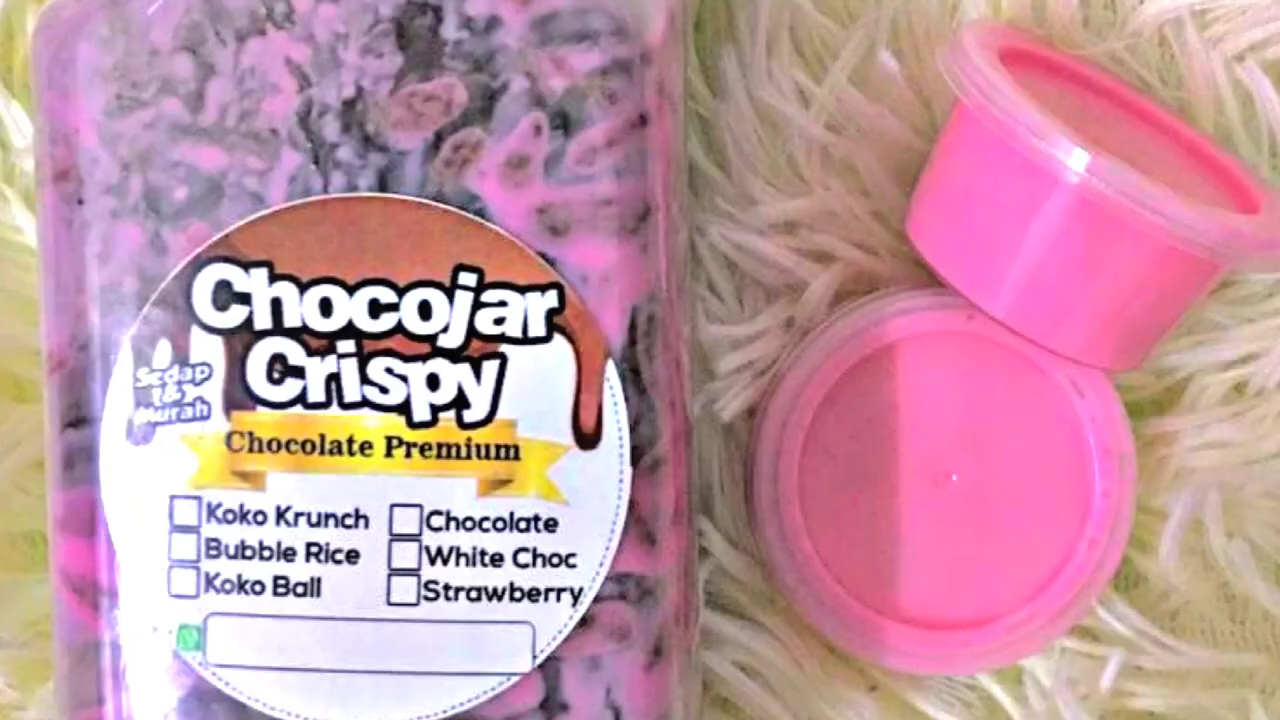 Chocojar
Crispy
Sedap
&
Murah
Chocolate Premium
Koko Krunch
Bubble Rice
Koko Ball
Chocolate
White Choc
Strawberry